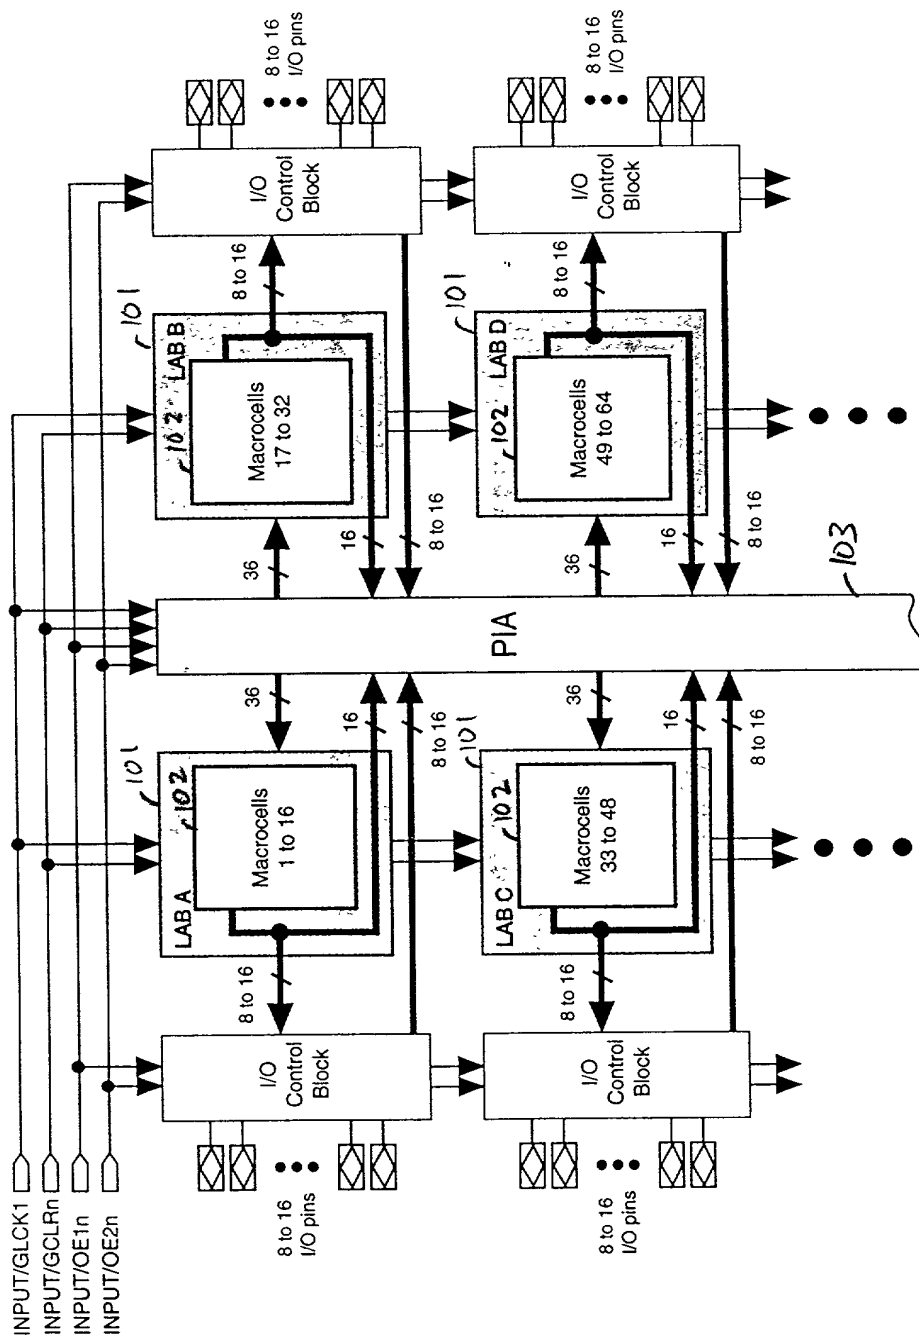 INPUT/GLCK1
INPUT/GCLRn
INPUT/OE1n
INPUT/OE2n
8 to 16
I/O pins
I/O
Control
Block
8 to 16
LAB A
101
102
Macrocells
1 to 16
36
16
8 to 16
PIA
36
16
8 to 16
101
102
LAB B
Macrocells
17 to 32
8 to 16
I/O
Control
Block
8 to 16
I/O pins
8 to 16
I/O pins
I/O
Control
Block
8 to 16
LAB C
102
101
Macrocells
33 to 48
36
16
8 to 16
103
36
16
8 to 16
102
LAB D
101
Macrocells
49 to 64
8 to 16
I/O
Control
Block
8 to 16
I/O pins